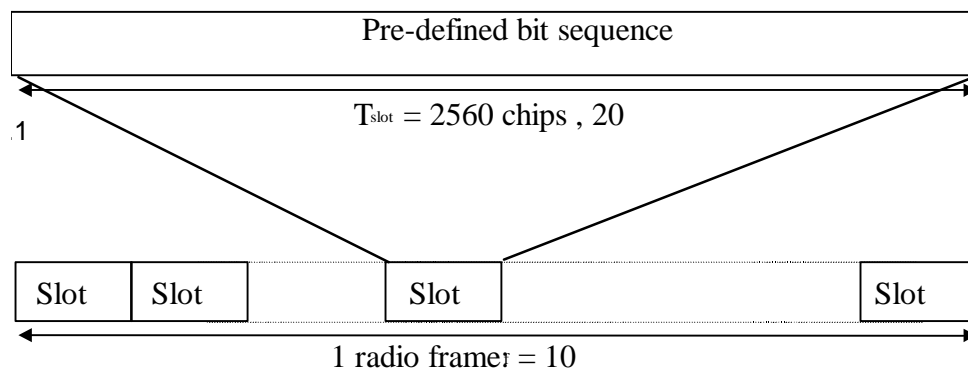 Pre-defined bit sequence
Tslot = 2560 chips , 20
.1
Slot Slot Slot Slot
1 radio frame: = 10